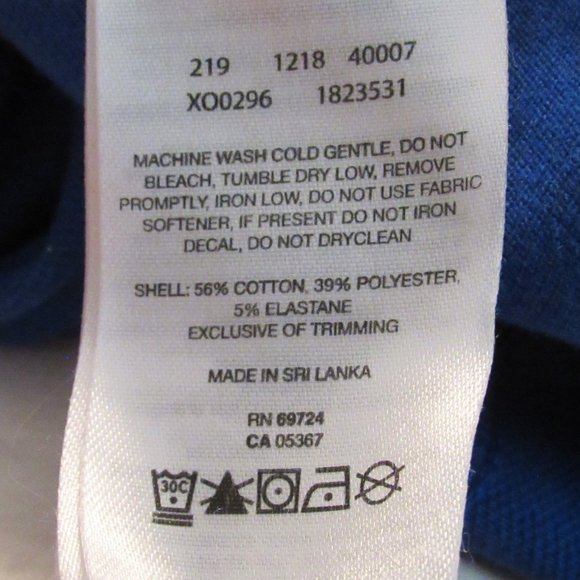 219 1218 40007
XO0296 1823531
MACHINE WASH COLD GENTLE, DO NOT
BLEACH, TUMBLE DRY LOW, REMOVE
PROMPTLY, IRON LOW, DO NOT USE FABRIC
SOFTENER, IF PRESENT DO NOT IRON
DECAL, DO NOT DRYCLEAN
SHELL: 56% COTTON, 39% POLYESTER,
5% ELASTANE
EXCLUSIVE OF TRIMMING
MADE IN SRI LANKA
RN 69724
CA 05367
30C